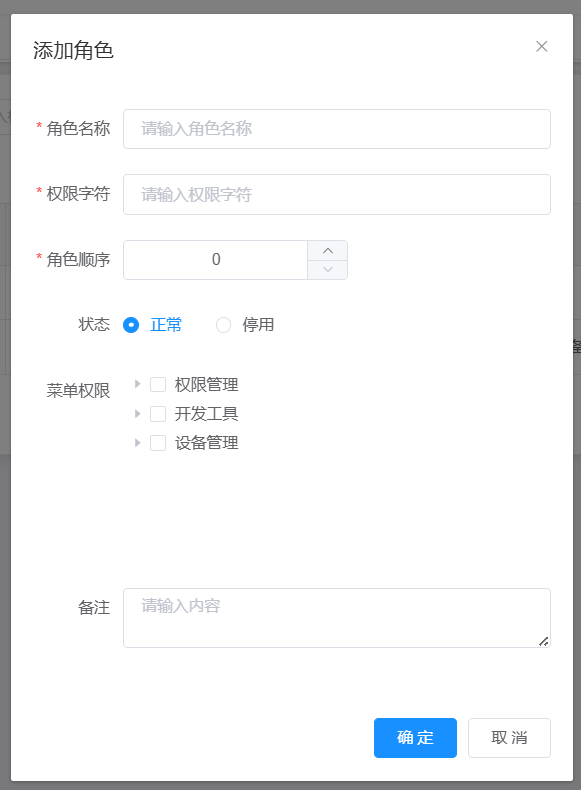 添加角色
* 角色名称 请输入角色名称
* 权限字符 请输入权限字符
* 角色顺序 0
状态 正常 停用
菜单权限 权限管理
开发工具
设备管理
备注 请输入内容
确 定 取 消